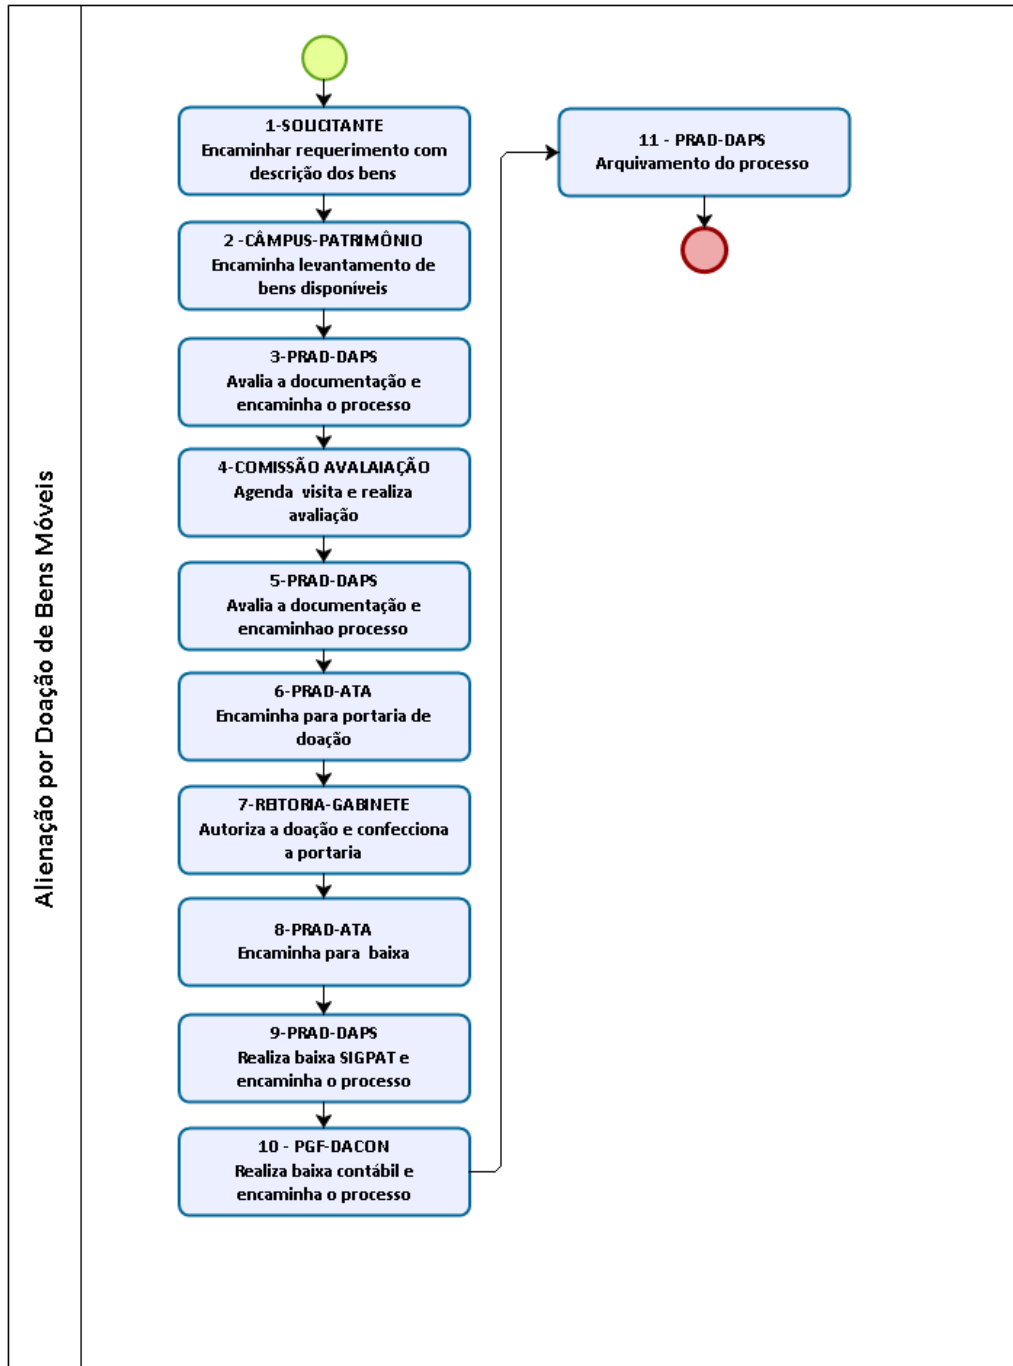 Alienação por Doação de Bens Móveis
1-SOLICITANTE
Encaminhar requerimento com
descrição dos bens
2 -CÂMPUS-PATRIMÔNIO
Encaminha levantamento de
bens disponíveis
3-PRAD-DAPS
Avalia a documentação e
encaminha o processo
4-COMISSÃO AVALAIAÇÃO
Agenda  visita e realiza
avaliação
5-PRAD-DAPS
Avalia a documentação e
encaminhao processo
6-PRAD-ATA
Encaminha para portaria de
doação
7-REITORIA-GABINETE
Autoriza a doação e confecciona
a portaria
8-PRAD-ATA
Encaminha para  baixa
9-PRAD-DAPS
Realiza baixa SIGPAT e
encaminha o processo
10 - PGF-DACON
Realiza baixa contábil e
encaminha o processo
11 - PRAD-DAPS
Arquivamento do processo